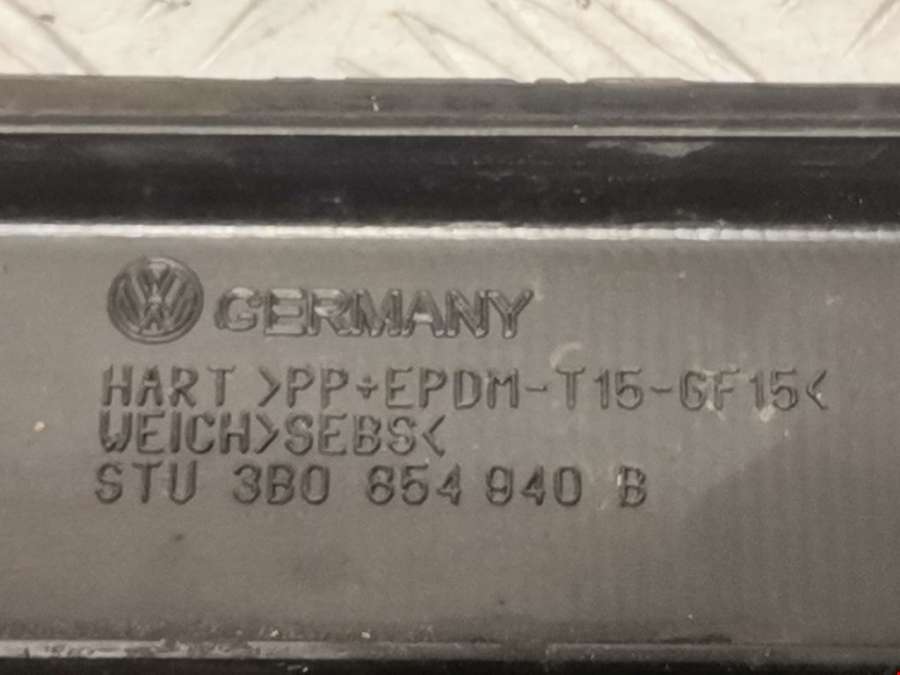 GERMANY
HART >PP+EPDM-T15-GF15<
WEICH>SEBS<
STU 3B0 854 940 B